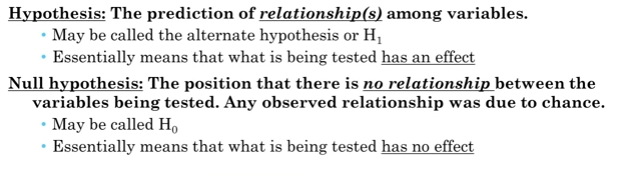 Hypothesis: The prediction of relationship(s) among variables.
• May be called the alternate hypothesis or H₁
• Essentially means that what is being tested has an effect
Null hypothesis: The position that there is no relationship between the
variables being tested. Any observed relationship was due to chance.
• May be called H₀
• Essentially means that what is being tested has no effect